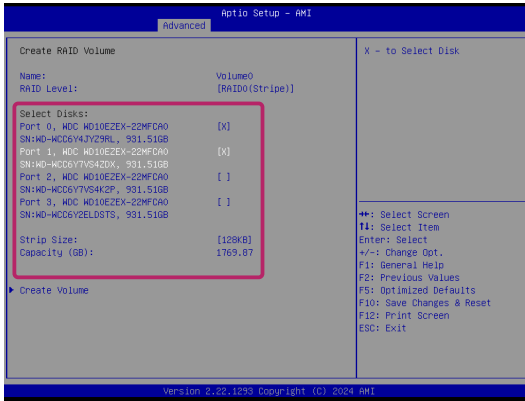 Aptio Setup - AMI
Advanced
Create RAID Volume
Name: Volume0
RAID Level: [RAID0(Stripe)]
Select Disks:
Port 0, WDC WD10EZEX-22MFCA0 [X]
SN:WD-WCC6Y4JYZ9RL, 931.51GB
Port 1, WDC WD10EZEX-22MFCA0 [X]
SN:WD-WCC6Y7VS4ZDX, 931.51GB
Port 2, WDC WD10EZEX-22MFCA0 [ ]
SN:WD-WCC6Y7VS4K2P, 931.51GB
Port 3, WDC WD10EZEX-22MFCA0 [ ]
SN:WD-WCC6Y2ELDSTS, 931.51GB
Strip Size: [128KB]
Capacity (GB): 1769.87
Create Volume
X - to Select Disk
→←: Select Screen
↑↓: Select Item
Enter: Select
+/-: Change Opt.
F1: General Help
F2: Previous Values
F5: Optimized Defaults
F10: Save Changes & Reset
F12: Print Screen
ESC: Exit
Version 2.22.1293 Copyright (C) 2024 AMI